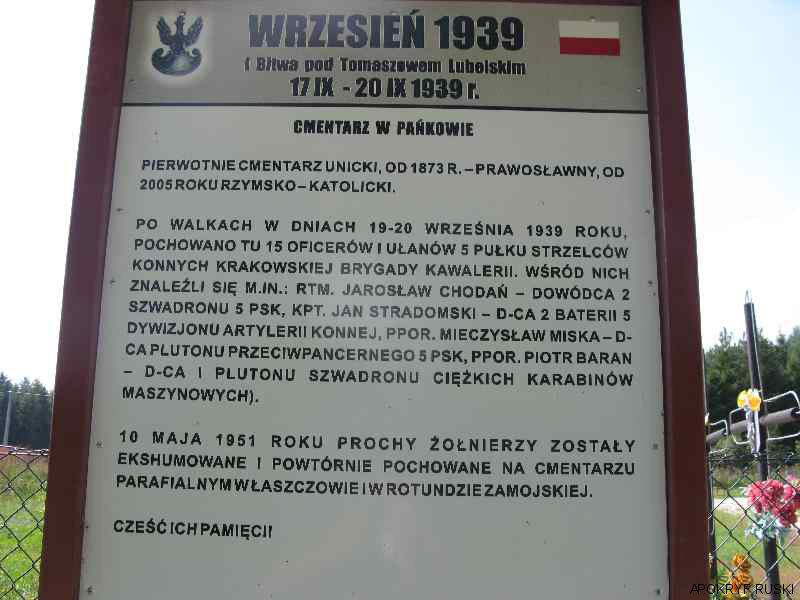 WRZESIEŃ 1939
I Bitwa pod Tomaszowem Lubelskim
17 IX - 20 IX 1939 r.
CMENTARZ W PAŃKOWIE
PIERWOTNIE CMENTARZ UNICKI, OD 1873 R. – PRAWOSŁAWNY, OD
2005 ROKU RZYMSKO – KATOLICKI.
PO WALKACH W DNIACH 19-20 WRZEŚNIA 1939 ROKU,
POCHOWANO TU 15 OFICERÓW I UŁANÓW 5 PUŁKU STRZELCÓW
KONNYCH KRAKOWSKIEJ BRYGADY KAWALERII. WŚRÓD NICH
ZNALEŹLI SIĘ M.IN.: RTM. JAROSŁAW CHODAŃ – DOWÓDCA 2
SZWADRONU 5 PSK, KPT. JAN STRADOMSKI – D-CA 2 BATERII 5
DYWIZJONU ARTYLERII KONNEJ, PPOR. MIECZYSŁAW MISKA – D-
CA PLUTONU PRZECIWPANCERNEGO 5 PSK, PPOR. PIOTR BARAN
– D-CA I PLUTONU SZWADRONU CIĘŻKICH KARABINÓW
MASZYNOWYCH).
10 MAJA 1951 ROKU PROCHY ŻOŁNIERZY ZOSTAŁY
EKSHUMOWANE I POWTÓRNIE POCHOWANE NA CMENTARZU
PARAFIALNYM W ŁASZCZOWIE I W ROTUNDZIE ZAMOJSKIEJ.
CZEŚĆ ICH PAMIĘCI!
APOKRYF RUSKI